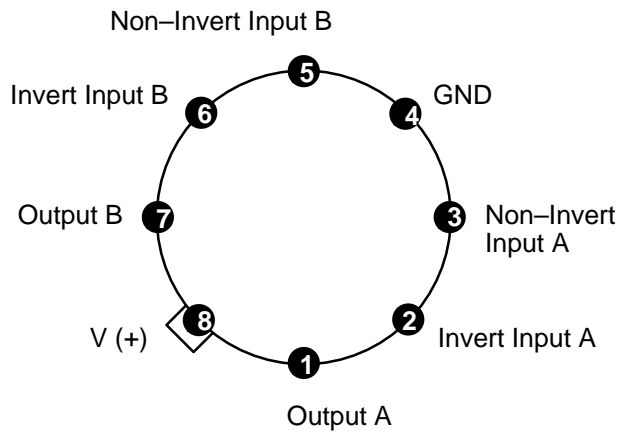 Non–Invert Input B
5
Invert Input B
6
4
GND
Output B
7
3
Non–Invert
Input A
V (+)
8
2
Invert Input A
1
Output A